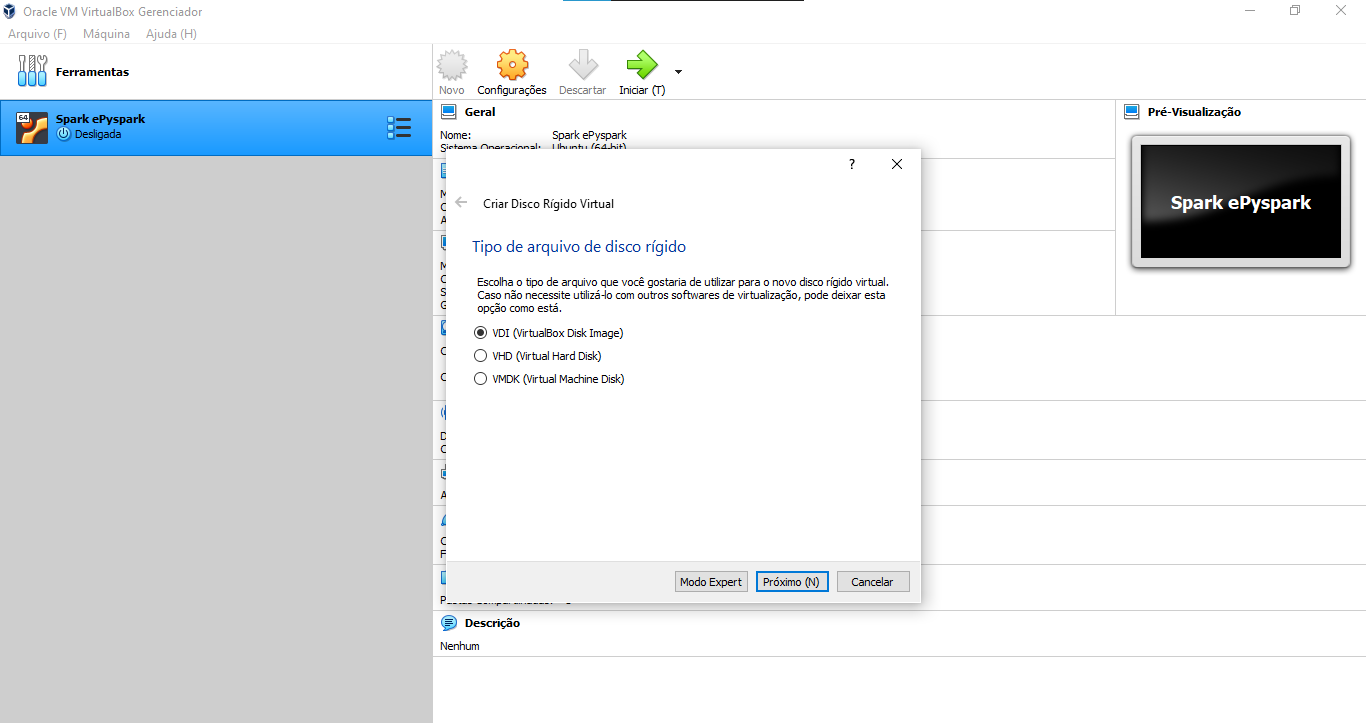 Oracle VM VirtualBox Gerenciador
Arquivo (F) Máquina Ajuda (H)
Ferramentas
64
Spark ePyspark
Desligada
Novo Configurações Descartar Iniciar (T)
Geral
Nome: Spark ePyspark
Sistema Operacional: Ubuntu (64-bit)
Pré-Visualização
Spark ePyspark
?
Criar Disco Rígido Virtual
Tipo de arquivo de disco rígido
Escolha o tipo de arquivo que você gostaria de utilizar para o novo disco rígido virtual.
Caso não necessite utilizá-lo com outros softwares de virtualização, pode deixar esta
opção como está.
VDI (VirtualBox Disk Image)
VHD (Virtual Hard Disk)
VMDK (Virtual Machine Disk)
Modo Expert Próximo (N) Cancelar
Descrição
Nenhum